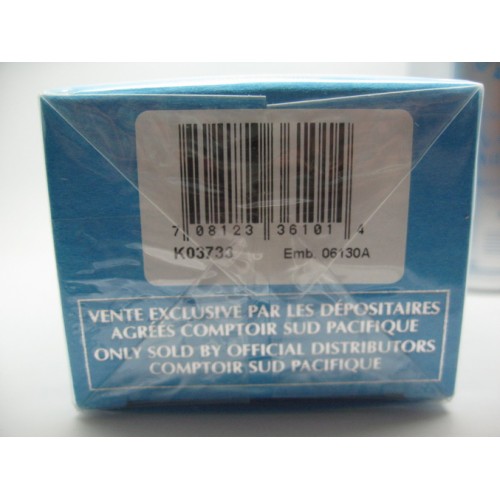 7 08123 36101 4
K03733 Emb. 06130A
VENTE EXCLUSIVE PAR LES DÉPOSITAIRES
AGRÉÉS COMPTOIR SUD PACIFIQUE
ONLY SOLD BY OFFICIAL DISTRIBUTORS
COMPTOIR SUD PACIFIQUE